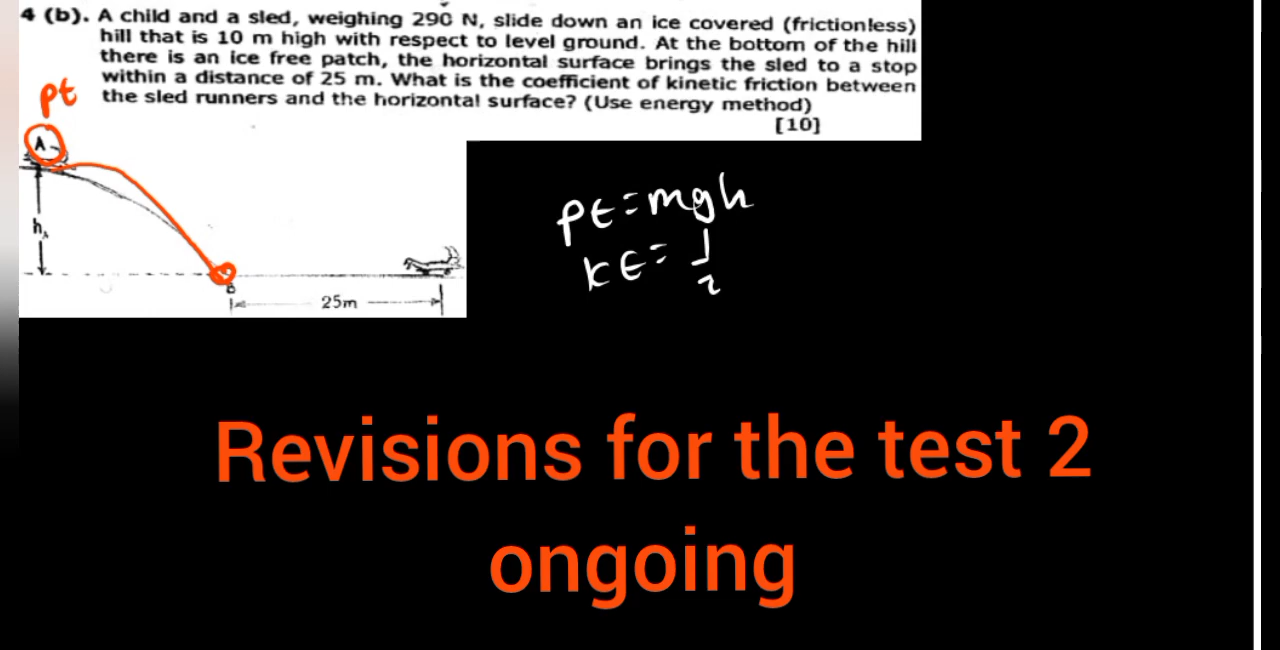 4 (b). A child and a sled, weighing 290 N, slide down an ice covered (frictionless)
hill that is 10 m high with respect to level ground. At the bottom of the hill
there is an ice free patch, the horizontal surface brings the sled to a stop
within a distance of 25 m. What is the coefficient of kinetic friction between
the sled runners and the horizontal surface? (Use energy method)
[10]
pt
A
h
B
25m
pE=mgh
KE= 1/2
Revisions for the test 2
ongoing